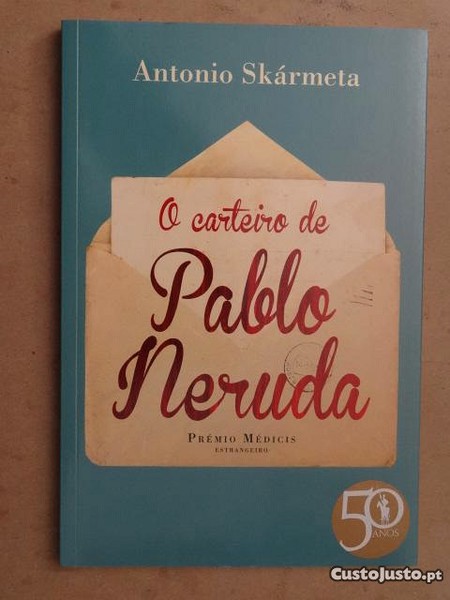 Antonio Skármeta
O carteiro de
Pablo
Neruda
PRÉMIO MÉDICIS
ESTRANGEIRO
50
ANOS
CustoJusto.pt